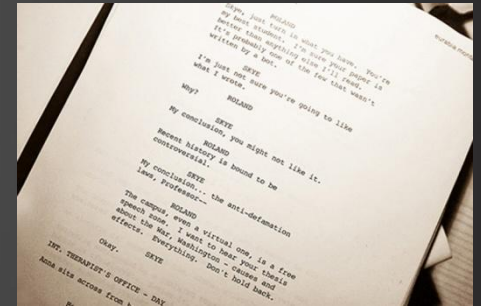 ROLAND
Skye, just turn in what you have. You're
my best student. I'm sure your paper is
better than anything else I'll read.
It's probably one of the few that wasn't
written by a bot.
SKYE
I'm just not sure you're going to like
what I wrote.
ROLAND
Why?
SKYE
My conclusion, you might not like it.
ROLAND
Recent history is bound to be
controversial.
SKYE
My conclusion... the anti-defamation
laws, Professor--
ROLAND
The campus, even a virtual one, is a free
speech zone. I want to hear your thesis
about the War, Washington - causes and
effects. Everything. Don't hold back.
SKYE
Okay.
INT. THERAPIST'S OFFICE - DAY
Anna sits across from